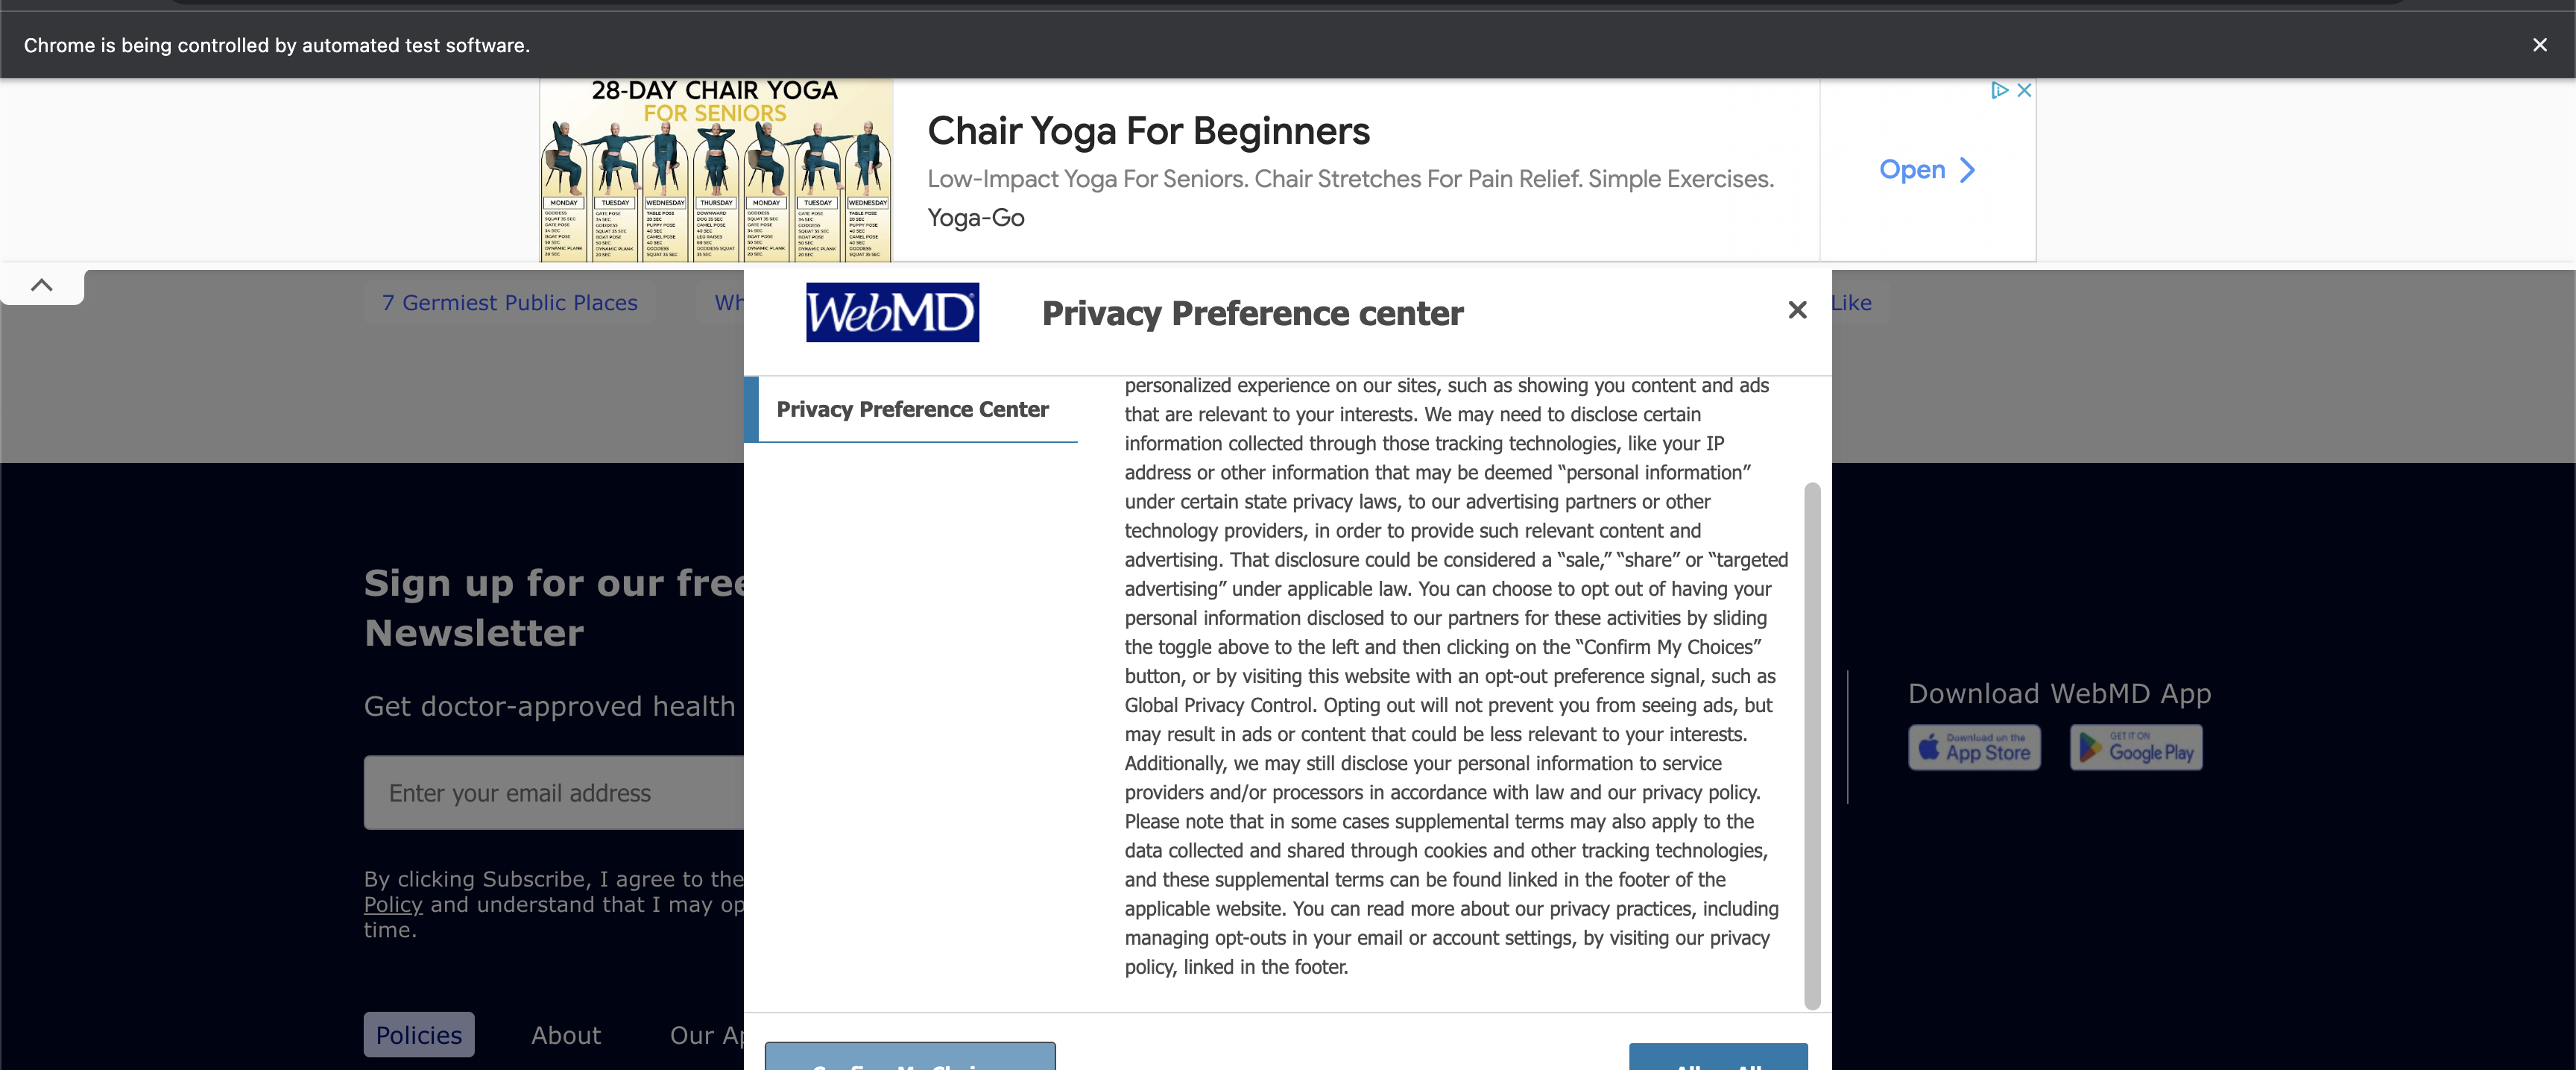 Chrome is being controlled by automated test software.
28-DAY CHAIR YOGA
FOR SENIORS
MONDAY TUESDAY WEDNESDAY THURSDAY MONDAY TUESDAY WEDNESDAY
Chair Yoga For Beginners
Low-Impact Yoga For Seniors. Chair Stretches For Pain Relief. Simple Exercises.
Yoga-Go
Open
7 Germiest Public Places
Wh
Like
WebMD
Privacy Preference center
Privacy Preference Center
personalized experience on our sites, such as showing you content and ads
that are relevant to your interests. We may need to disclose certain
information collected through those tracking technologies, like your IP
address or other information that may be deemed “personal information”
under certain state privacy laws, to our advertising partners or other
technology providers, in order to provide such relevant content and
advertising. That disclosure could be considered a “sale,” “share” or “targeted
advertising” under applicable law. You can choose to opt out of having your
personal information disclosed to our partners for these activities by sliding
the toggle above to the left and then clicking on the “Confirm My Choices”
button, or by visiting this website with an opt-out preference signal, such as
Global Privacy Control. Opting out will not prevent you from seeing ads, but
may result in ads or content that could be less relevant to your interests.
Additionally, we may still disclose your personal information to service
providers and/or processors in accordance with law and our privacy policy.
Please note that in some cases supplemental terms may also apply to the
data collected and shared through cookies and other tracking technologies,
and these supplemental terms can be found linked in the footer of the
applicable website. You can read more about our privacy practices, including
managing opt-outs in your email or account settings, by visiting our privacy
policy, linked in the footer.
Sign up for our free
Newsletter
Get doctor-approved health
Enter your email address
By clicking Subscribe, I agree to the
Policy and understand that I may op
time.
Download WebMD App
Download on the
App Store
GET IT ON
Google Play
Policies
About
Our Ap